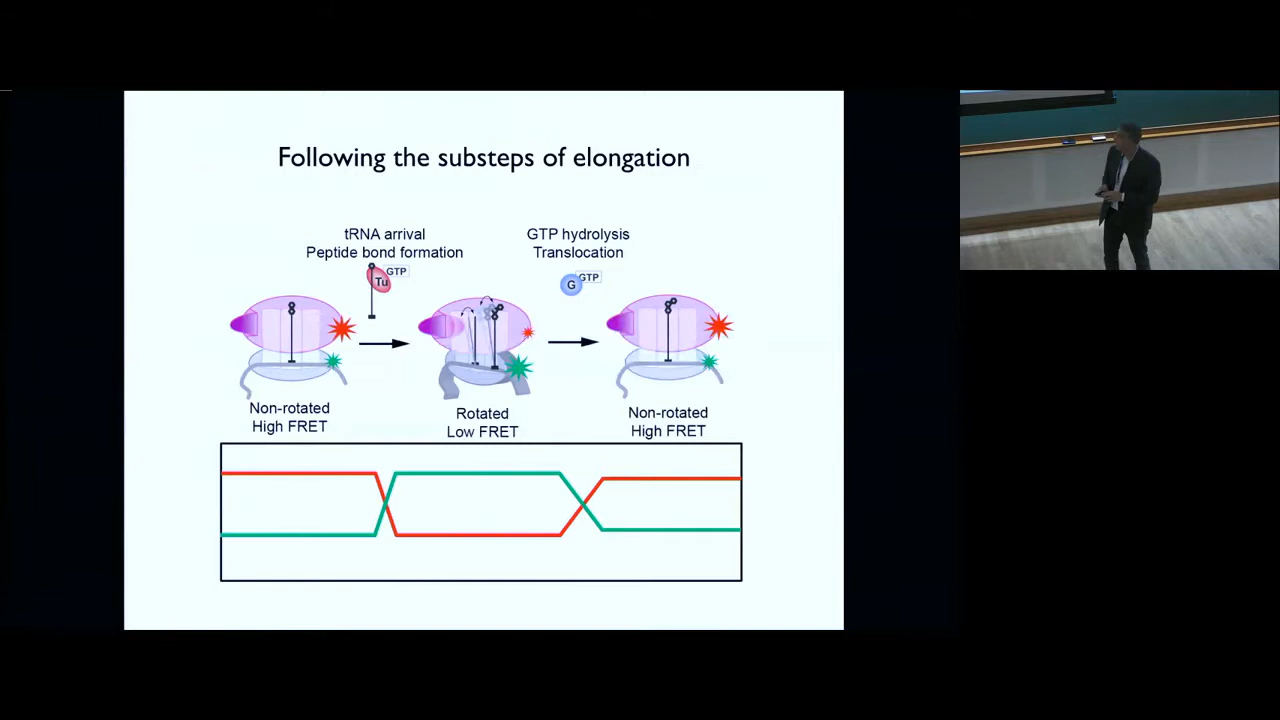 Following the substeps of elongation
tRNA arrival
Peptide bond formation
GTP hydrolysis
Translocation
GTP
Tu
GTP
G
Non-rotated
High FRET
Rotated
Low FRET
Non-rotated
High FRET